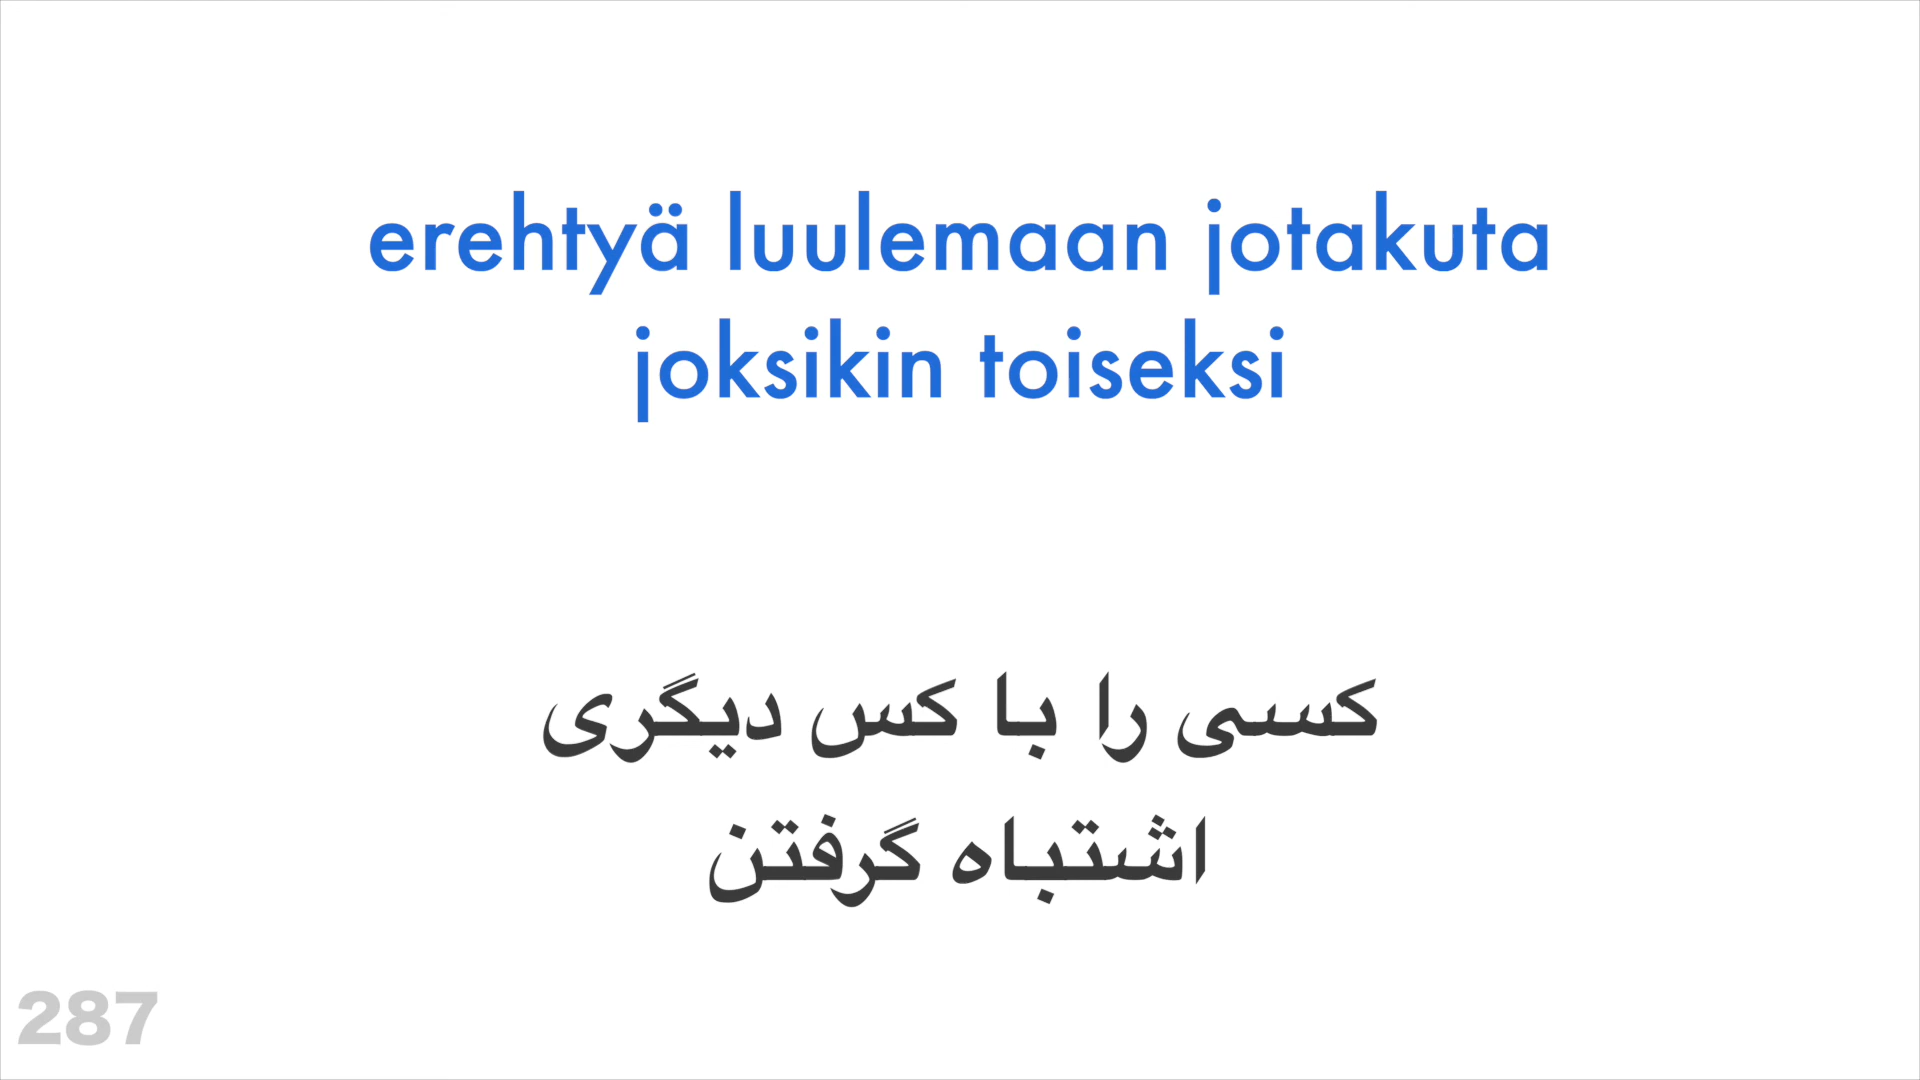 erehtyä luulemaan jotakuta
joksikin toiseksi
کسی را با کس دیگری
اشتباه گرفتن
287